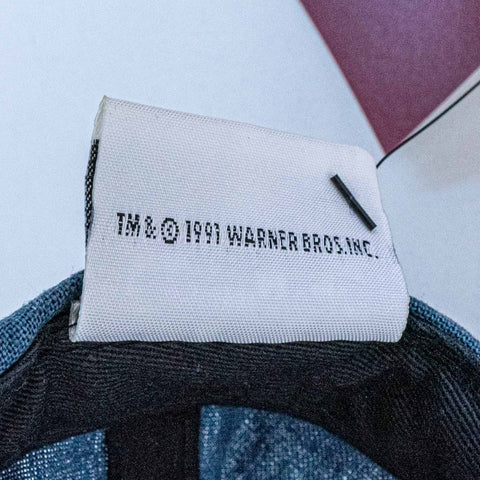 TM & © 1991 WARNER BROS. INC.